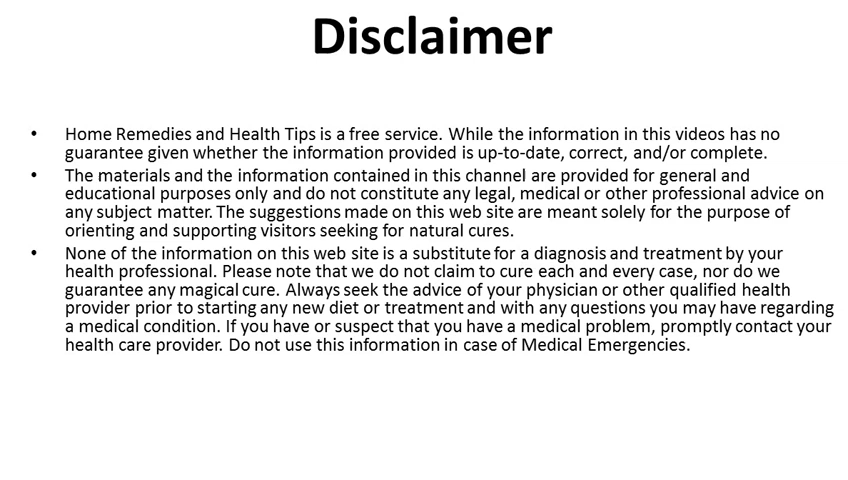 Disclaimer
• Home Remedies and Health Tips is a free service. While the information in this videos has no
guarantee given whether the information provided is up-to-date, correct, and/or complete.
• The materials and the information contained in this channel are provided for general and
educational purposes only and do not constitute any legal, medical or other professional advice on
any subject matter. The suggestions made on this web site are meant solely for the purpose of
orienting and supporting visitors seeking for natural cures.
• None of the information on this web site is a substitute for a diagnosis and treatment by your
health professional. Please note that we do not claim to cure each and every case, nor do we
guarantee any magical cure. Always seek the advice of your physician or other qualified health
provider prior to starting any new diet or treatment and with any questions you may have regarding
a medical condition. If you have or suspect that you have a medical problem, promptly contact your
health care provider. Do not use this information in case of Medical Emergencies.